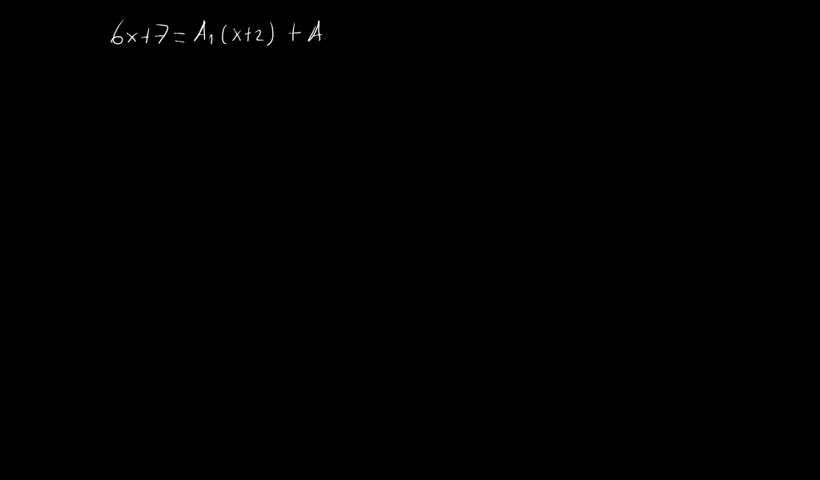 6x+7 = A₁(x+2) + A